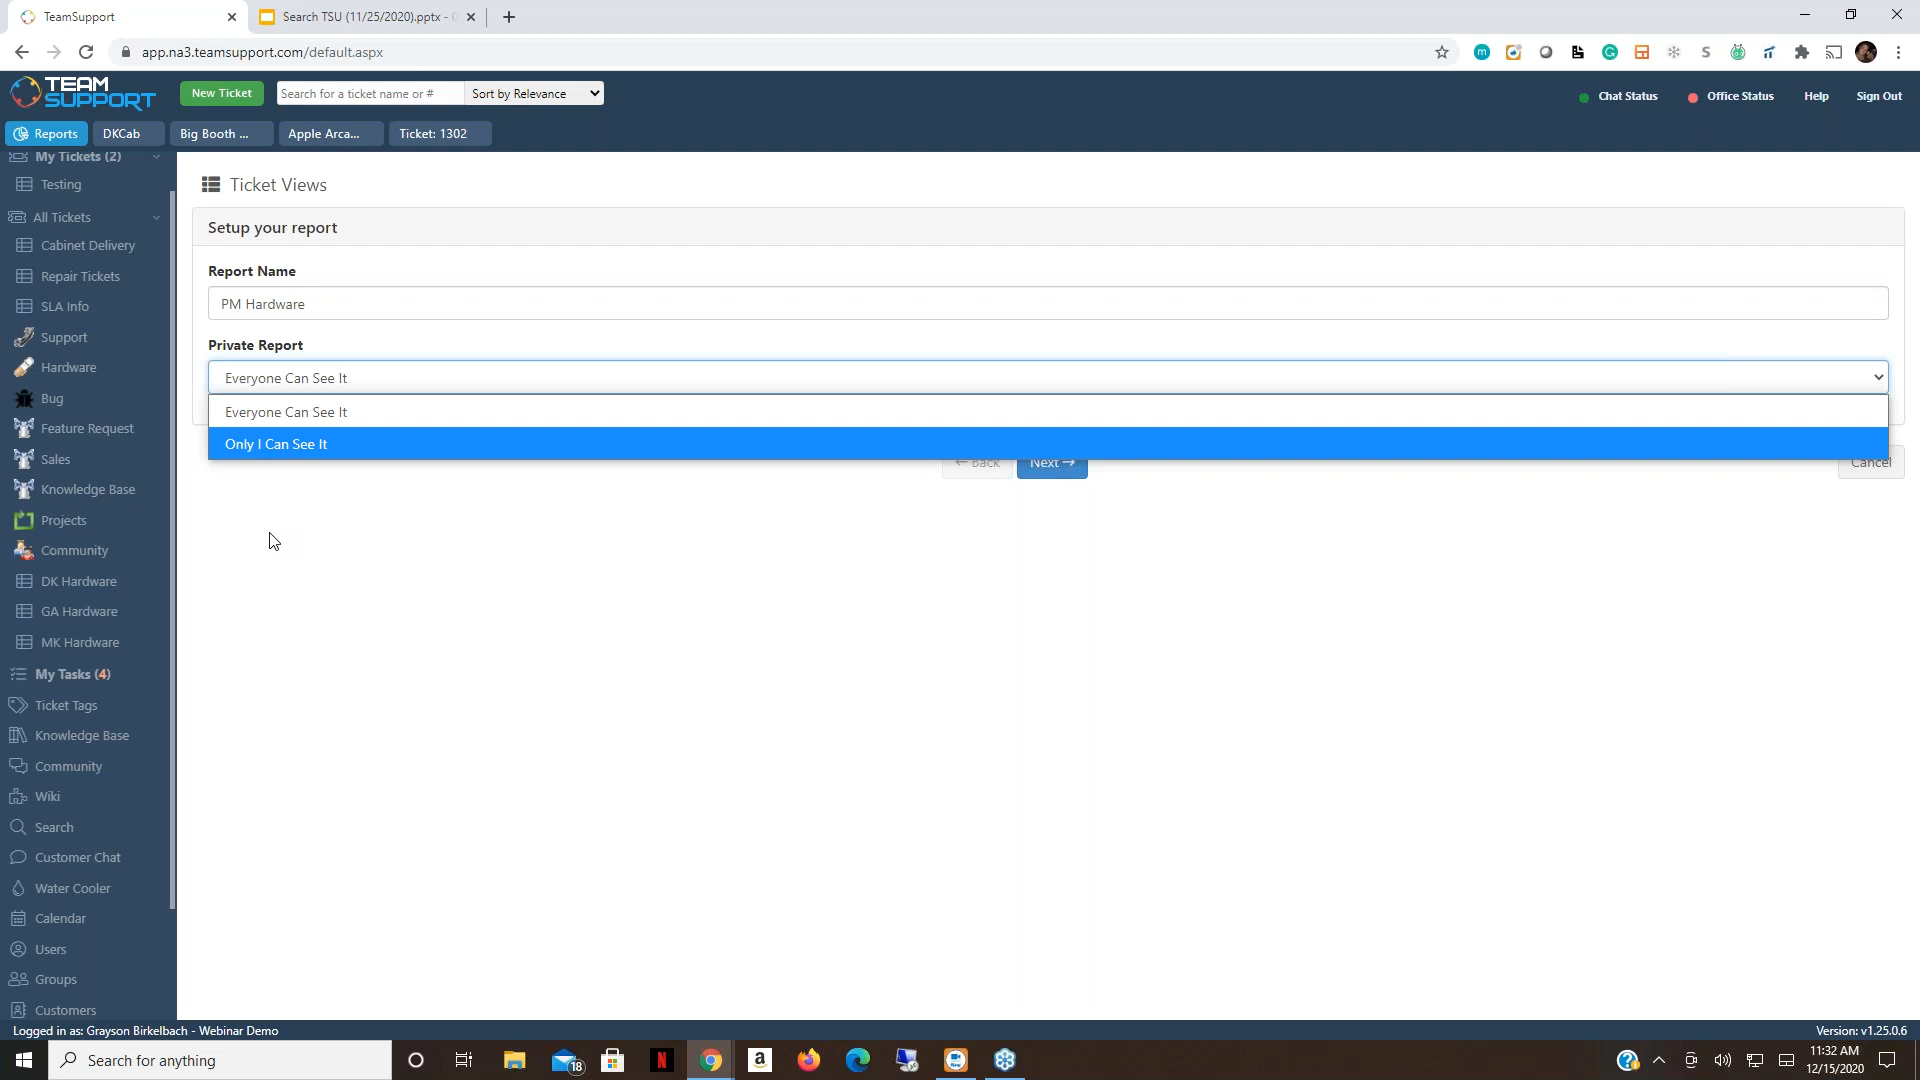 TeamSupport
Search TSU (11/25/2020).pptx - G
app.na3.teamsupport.com/default.aspx
TEAM
SUPPORT
New Ticket
Search for a ticket name or #
Sort by Relevance
Chat Status
Office Status
Help
Sign Out
Reports
DKCab
Big Booth ...
Apple Arca...
Ticket: 1302
My Tickets (2)
Testing
All Tickets
Cabinet Delivery
Repair Tickets
SLA Info
Support
Hardware
Bug
Feature Request
Sales
Knowledge Base
Projects
Community
DK Hardware
GA Hardware
MK Hardware
My Tasks (4)
Ticket Tags
Knowledge Base
Community
Wiki
Search
Customer Chat
Water Cooler
Calendar
Users
Groups
Customers
Ticket Views
Setup your report
Report Name
PM Hardware
Private Report
Everyone Can See It
Everyone Can See It
Only I Can See It
← Back
Next →
Cancel
Logged in as: Grayson Birkelbach - Webinar Demo
Version: v1.25.0.6
Search for anything
18
11:32 AM
12/15/2020